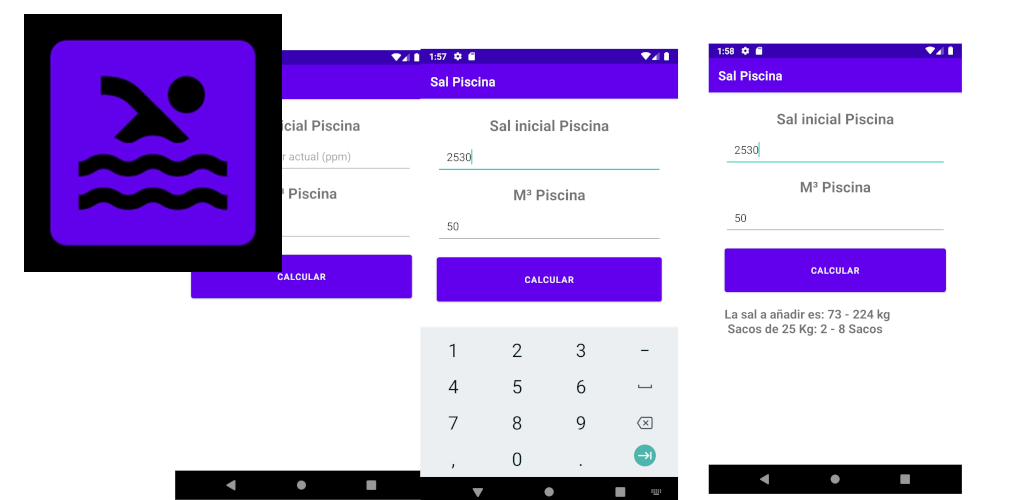 icial Piscina
r actual (ppm)
Piscina
CALCULAR
1:57
Sal Piscina
Sal inicial Piscina
2530
M³ Piscina
50
CALCULAR
1 2 3 -
4 5 6
7 8 9
, 0 .
1:58
Sal Piscina
Sal inicial Piscina
2530
M³ Piscina
50
CALCULAR
La sal a añadir es: 73 - 224 kg
Sacos de 25 Kg: 2 - 8 Sacos